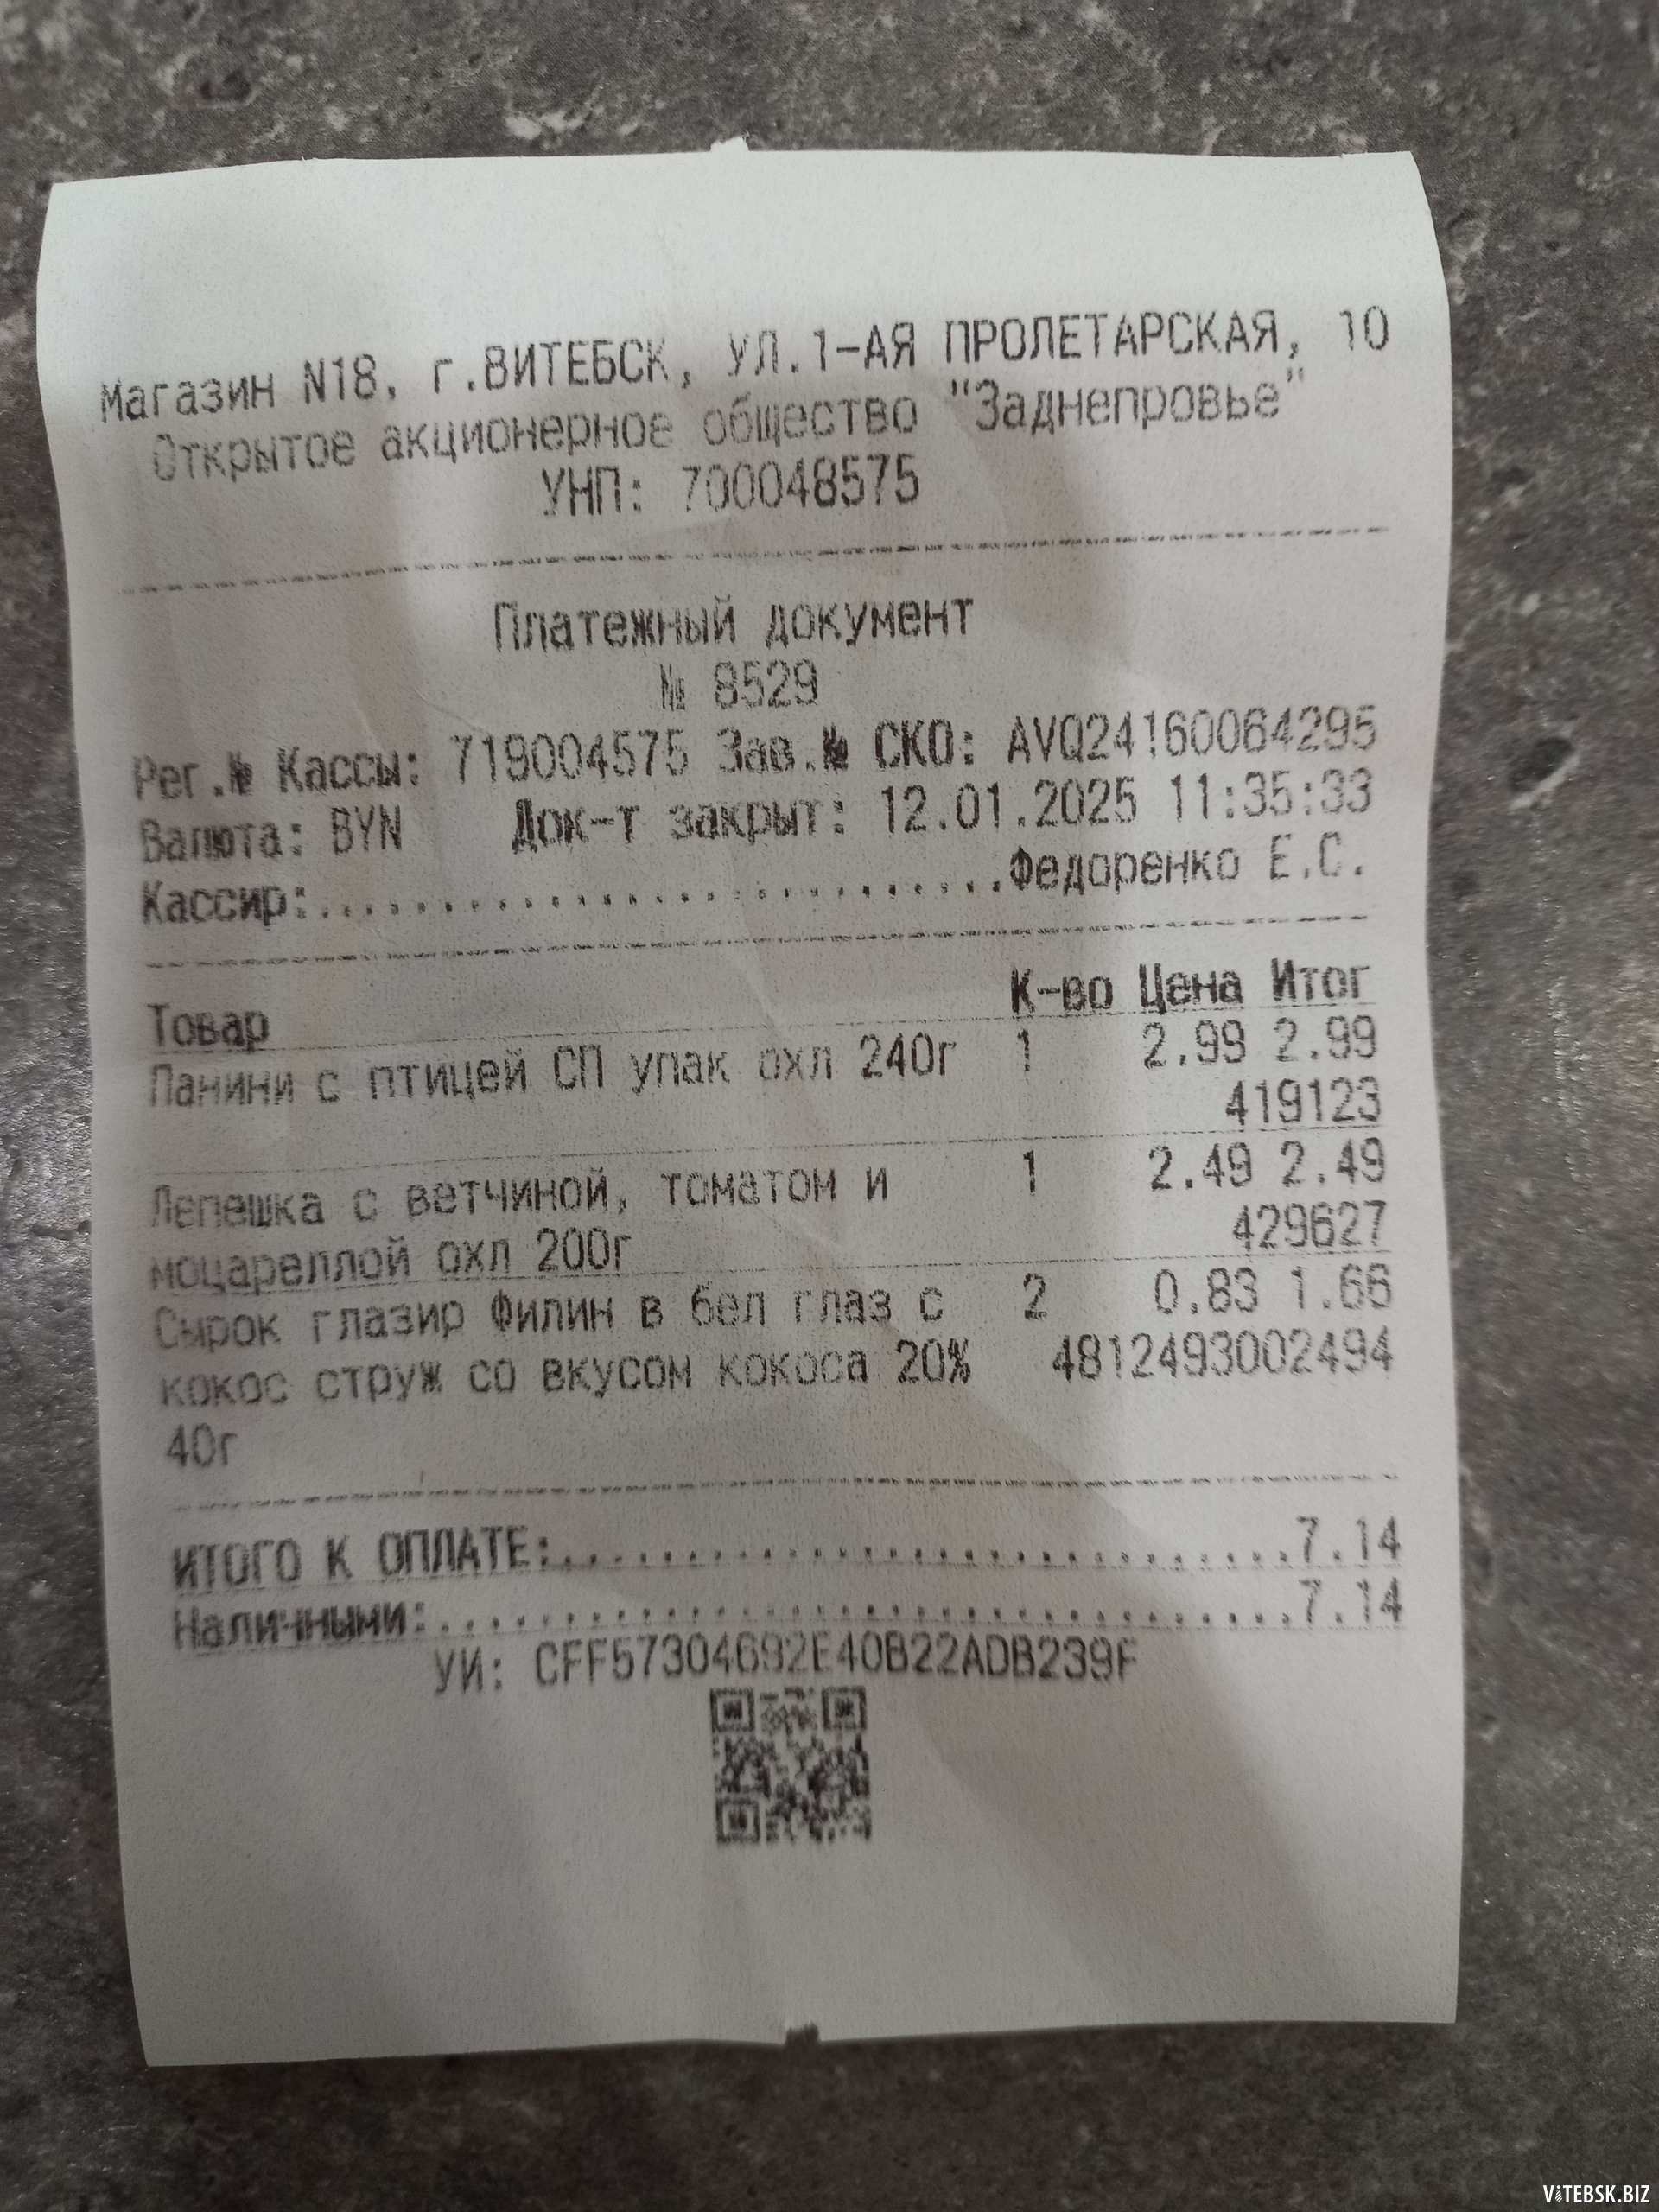 Магазин N18, г.ВИТЕБСК, УЛ.1-АЯ ПРОЛЕТАРСКАЯ, 10
Открытое акционерное общество "Заднепровье"
УНП: 700048575
Платежный документ
№ 8529
Рег.№ Кассы: 719004575 Зав.№ СКО: AVQ24160064295
Валюта: BYN Док-т закрыт: 12.01.2025 11:35:33
Кассир:..............................Федоренко Е.С.
Товар К-во Цена Итог
Панини с птицей СП упак охл 240г 1 2.99 2.99
419123
Лепешка с ветчиной, томатом и 1 2.49 2.49
моцареллой охл 200г 429627
Сырок глазир Филин в бел глаз с 2 0.83 1.66
кокос струж со вкусом кокоса 20% 4812493002494
40г
ИТОГО К ОПЛАТЕ:..............................7.14
Наличными:..................................7.14
УИ: CFF57304692E40B22ADB239F
VITEBSK.BIZ